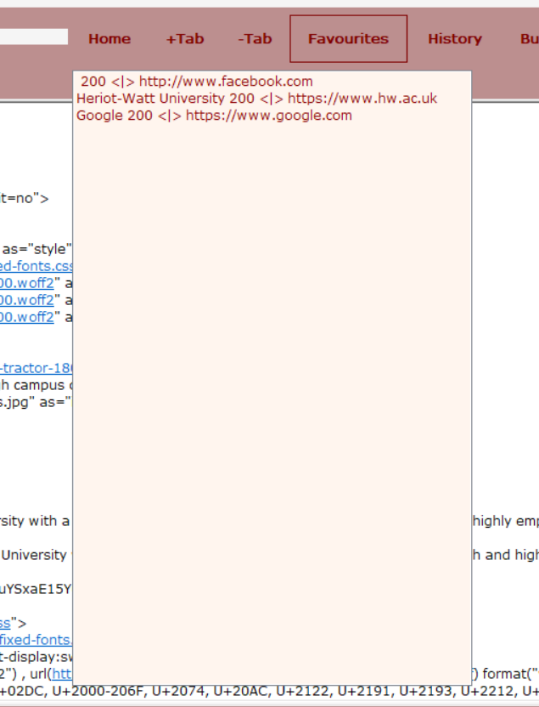 Home +Tab -Tab Favourites History Bu
200 <|> http://www.facebook.com
Heriot-Watt University 200 <|> https://www.hw.ac.uk
Google 200 <|> https://www.google.com
it=no">
as="style"
ed-fonts.css
00.woff2" a
00.woff2" a
00.woff2" a
-tractor-18
h campus
s.jpg" as="
rsity with a highly emp
University h and high
uYSxaE15Y
ss">
fixed-fonts.
t-display:sw
2") , url(htt ) format("
+02DC, U+2000-206F, U+2074, U+20AC, U+2122, U+2191, U+2193, U+2212, U+